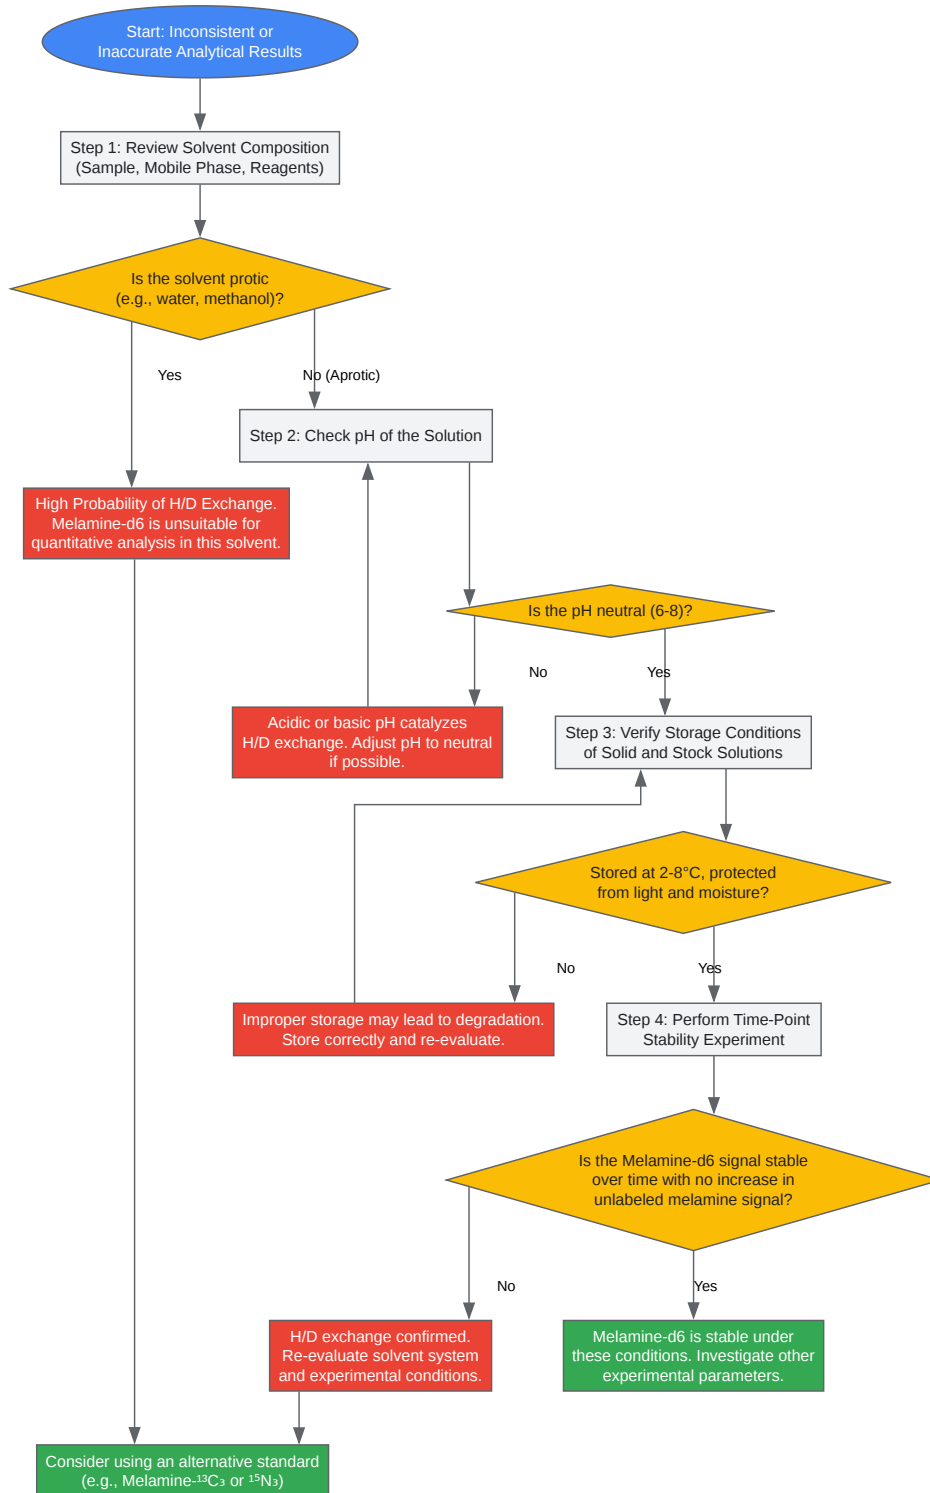 Start: Inconsistent or
Inaccurate Analytical Results
Step 1: Review Solvent Composition
(Sample, Mobile Phase, Reagents)
Is the solvent protic
(e.g., water, methanol)?
Yes
No (Aprotic)
Step 2: Check pH of the Solution
High Probability of H/D Exchange.
Melamine-d6 is unsuitable for
quantitative analysis in this solvent.
Is the pH neutral (6-8)?
No
Yes
Acidic or basic pH catalyzes
H/D exchange. Adjust pH to neutral
if possible.
Step 3: Verify Storage Conditions
of Solid and Stock Solutions
Stored at 2-8°C, protected
from light and moisture?
No
Yes
Improper storage may lead to degradation.
Store correctly and re-evaluate.
Step 4: Perform Time-Point
Stability Experiment
Is the Melamine-d6 signal stable
over time with no increase in
unlabeled melamine signal?
No
Yes
H/D exchange confirmed.
Re-evaluate solvent system
and experimental conditions.
Melamine-d6 is stable under
these conditions. Investigate other
experimental parameters.
Consider using an alternative standard
(e.g., Melamine-¹³C₃ or ¹⁵N₃)